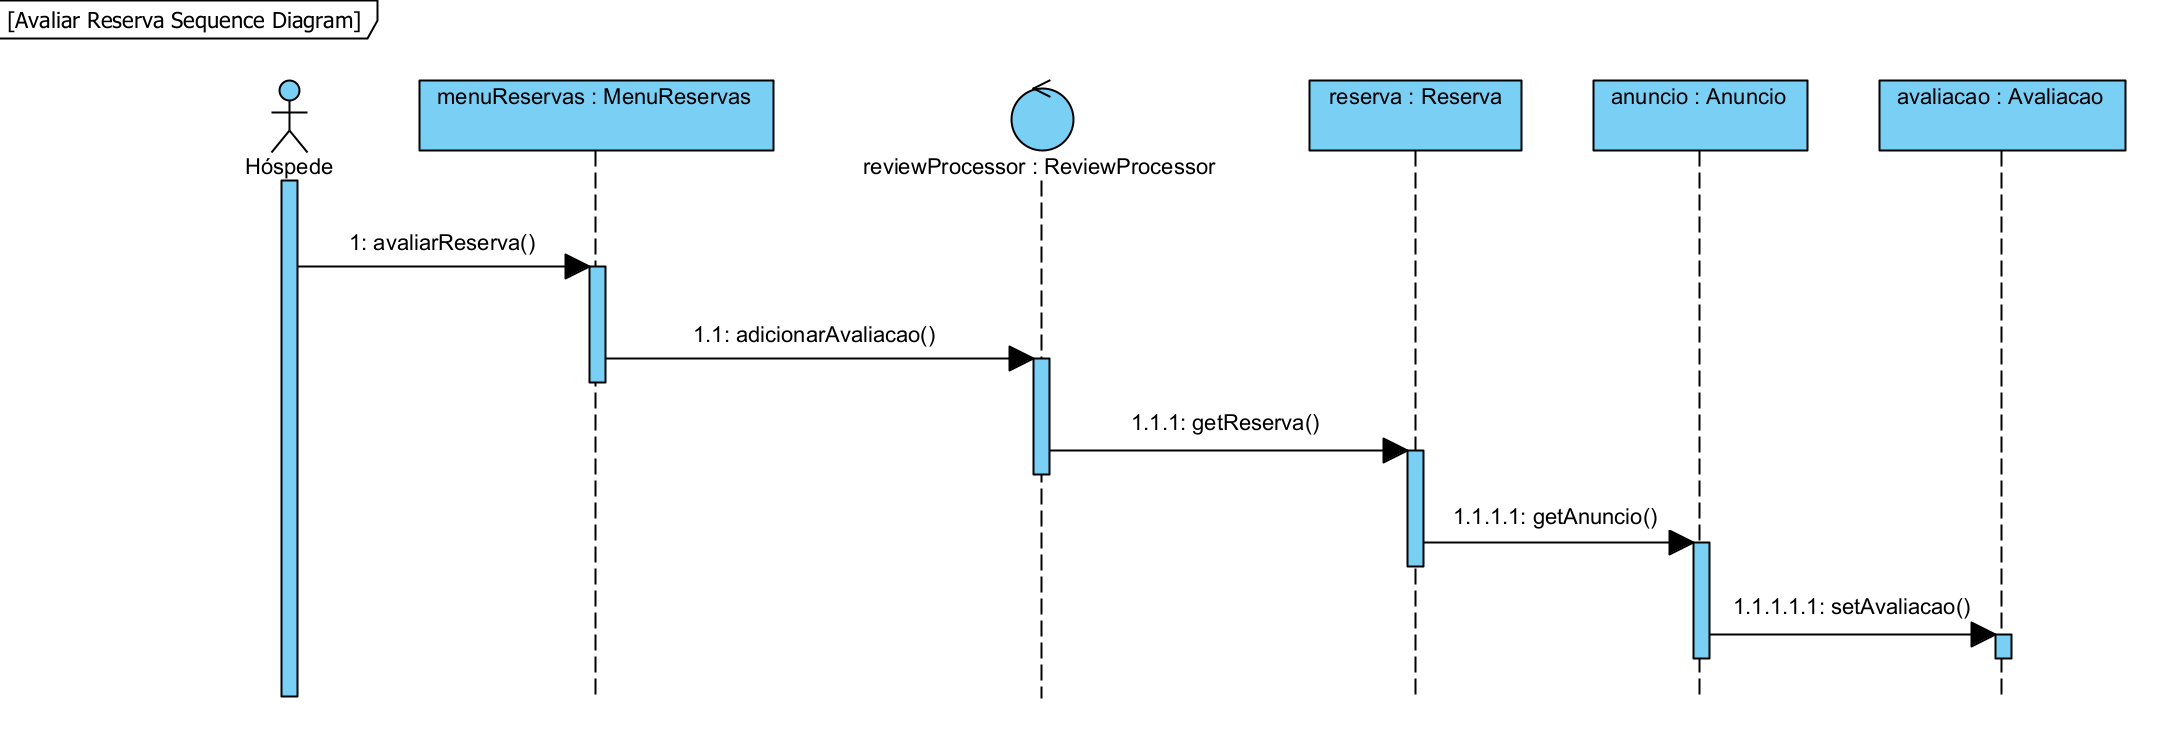 [Avaliar Reserva Sequence Diagram]
menuReservas : MenuReservas
reserva : Reserva
anuncio : Anuncio
avaliacao : Avaliacao
Hóspede
reviewProcessor : ReviewProcessor
1: avaliarReserva()
1.1: adicionarAvaliacao()
1.1.1: getReserva()
1.1.1.1: getAnuncio()
1.1.1.1.1: setAvaliacao()